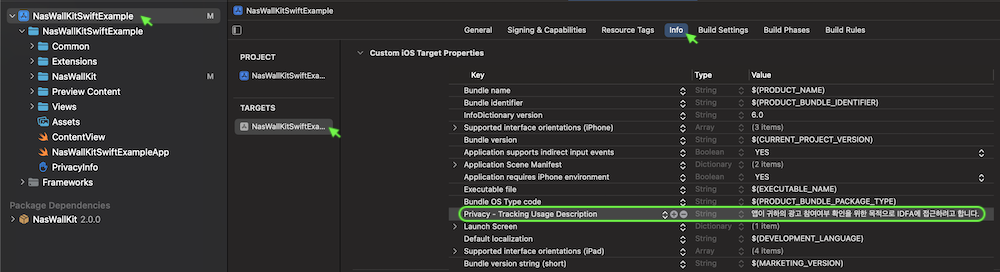 NasWallKitSwiftExample M
NasWallKitSwiftExample
Common
Extensions
NasWallKit M
Preview Content
Views
Assets
ContentView
NasWallKitSwiftExampleApp
PrivacyInfo
Frameworks
Package Dependencies
NasWallKit 2.0.0
NasWallKitSwiftExample
General Signing & Capabilities Resource Tags Info Build Settings Build Phases Build Rules
PROJECT
NasWallKitSwiftExa...
TARGETS
NasWallKitSwiftExa...
Custom iOS Target Properties
Key Type Value
Bundle name String $(PRODUCT_NAME)
Bundle identifier String $(PRODUCT_BUNDLE_IDENTIFIER)
InfoDictionary version String 6.0
Supported interface orientations (iPhone) Array (3 items)
Bundle version String $(CURRENT_PROJECT_VERSION)
Application supports indirect input events Boolean YES
Application Scene Manifest Dictionary (2 items)
Application requires iPhone environment Boolean YES
Executable file String $(EXECUTABLE_NAME)
Bundle OS Type code String $(PRODUCT_BUNDLE_PACKAGE_TYPE)
Privacy - Tracking Usage Description String 앱이 귀하의 광고 참여여부 확인을 위한 목적으로 IDFA에 접근하려고 합니다.
Launch Screen Dictionary (1 item)
Default localization String $(DEVELOPMENT_LANGUAGE)
Supported interface orientations (iPad) Array (4 items)
Bundle version string (short) String $(MARKETING_VERSION)